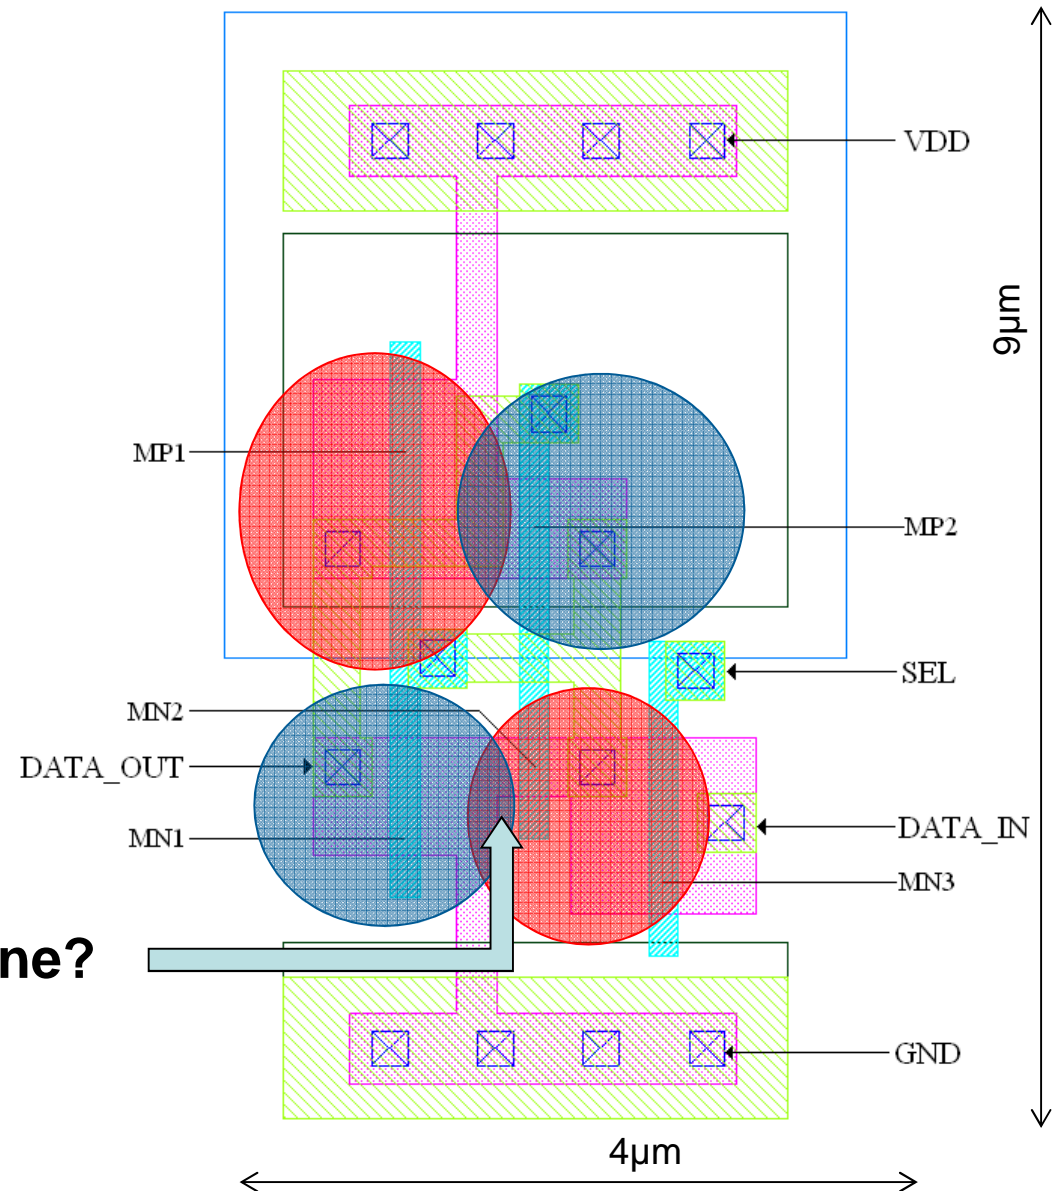 VDD
9µm
MP1
MP2
SEL
MN2
DATA_OUT
DATA_IN
MN1
MN3
ne?
GND
4µm